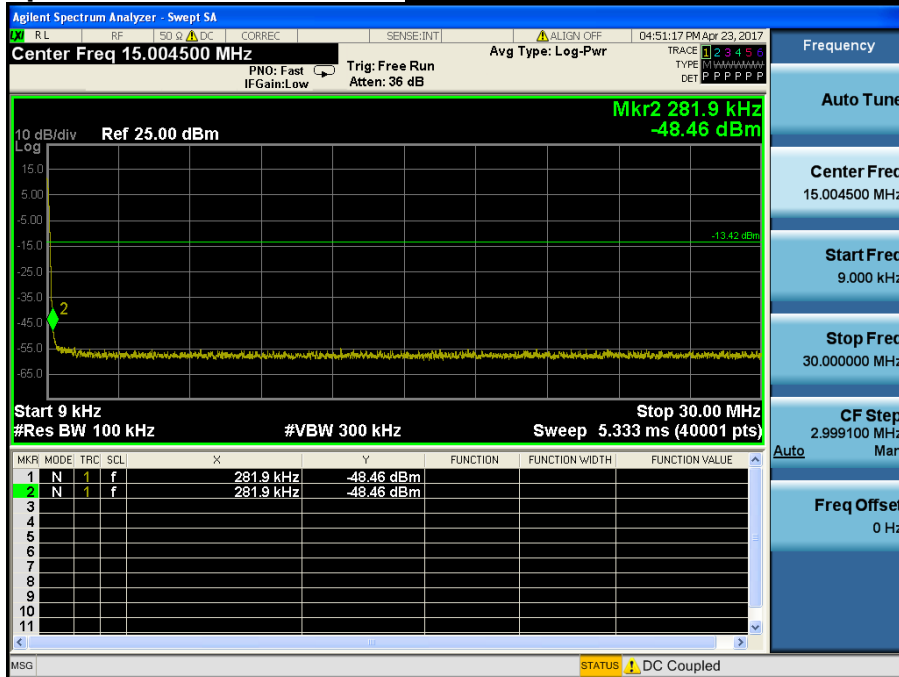 Agilent Spectrum Analyzer - Swept SA
LXI RL RF 50 Ω DC CORREC SENSE:INT ALIGN OFF 04:51:17 PM Apr 23, 2017
Center Freq 15.004500 MHz
PNO: Fast
IFGain:Low
Trig: Free Run
Atten: 36 dB
Avg Type: Log-Pwr
TRACE 1 2 3 4 5 6
TYPE M WWWWW
DET P P P P P P
Mkr2 281.9 kHz
-48.46 dBm
10 dB/div Ref 25.00 dBm
Log
15.0
5.00
-5.00
-13.42 dBm
-15.0
-25.0
-35.0
2
-45.0
-55.0
-65.0
Start 9 kHz Stop 30.00 MHz
#Res BW 100 kHz #VBW 300 kHz Sweep 5.333 ms (40001 pts)
MKR MODE TRC SCL X Y FUNCTION FUNCTION WIDTH FUNCTION VALUE
1 N 1 f 281.9 kHz -48.46 dBm
2 N 1 f 281.9 kHz -48.46 dBm
3
4
5
6
7
8
9
10
11
MSG STATUS DC Coupled
Frequency
Auto Tune
Center Freq
15.004500 MHz
Start Freq
9.000 kHz
Stop Freq
30.000000 MHz
CF Step
2.999100 MHz
Auto Man
Freq Offset
0 Hz